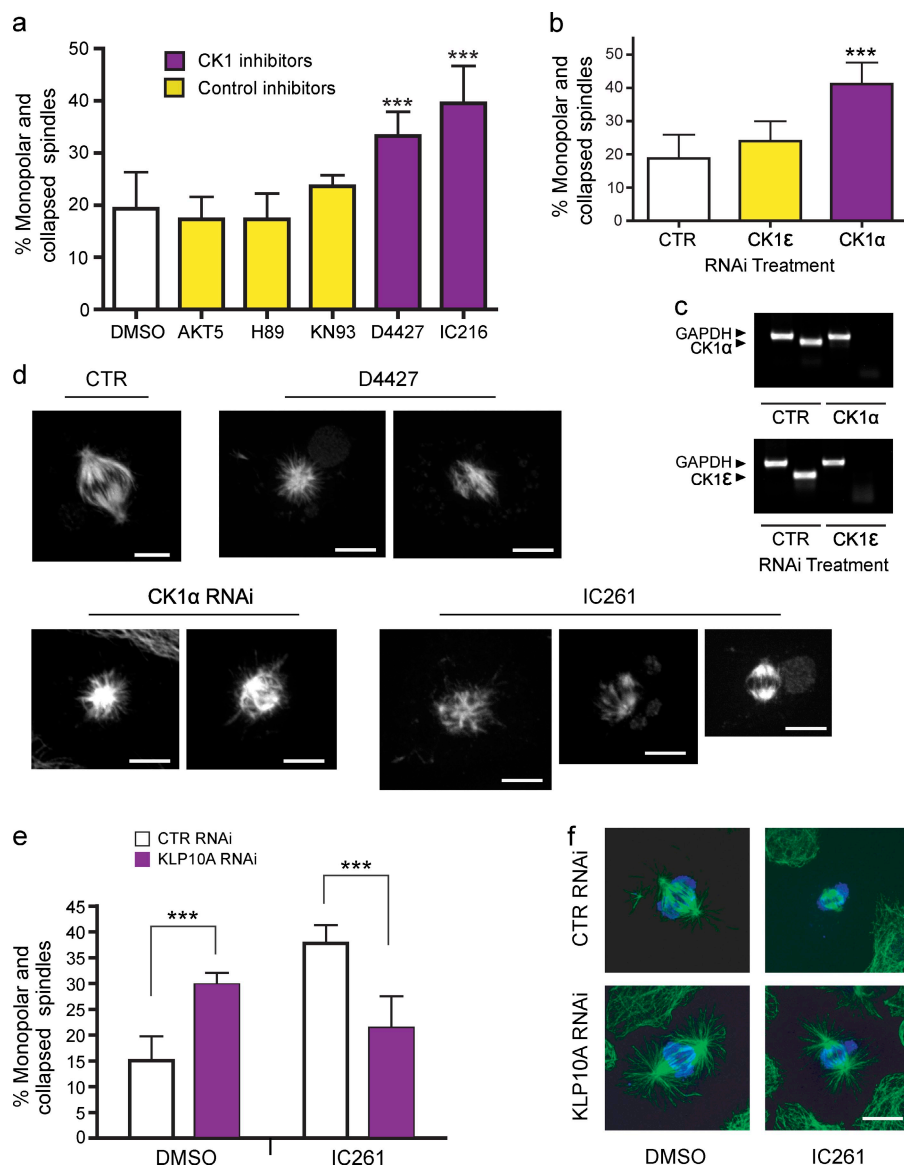 a
% Monopolar and
collapsed spindles
50
40
30
20
10
0
CK1 inhibitors
Control inhibitors
***
***
DMSO AKT5 H89 KN93 D4427 IC216
b
% Monopolar and
collapsed spindles
50
40
30
20
10
0
***
CTR CK1ε CK1α
RNAi Treatment
c
GAPDH
CK1α
CTR CK1α
GAPDH
CK1ε
CTR CK1ε
RNAi Treatment
d
CTR
D4427
CK1α RNAi
IC261
e
CTR RNAi
KLP10A RNAi
% Monopolar and
collapsed spindles
45
40
35
30
25
20
15
10
5
0
***
***
DMSO IC261
f
CTR RNAi
KLP10A RNAi
DMSO IC261